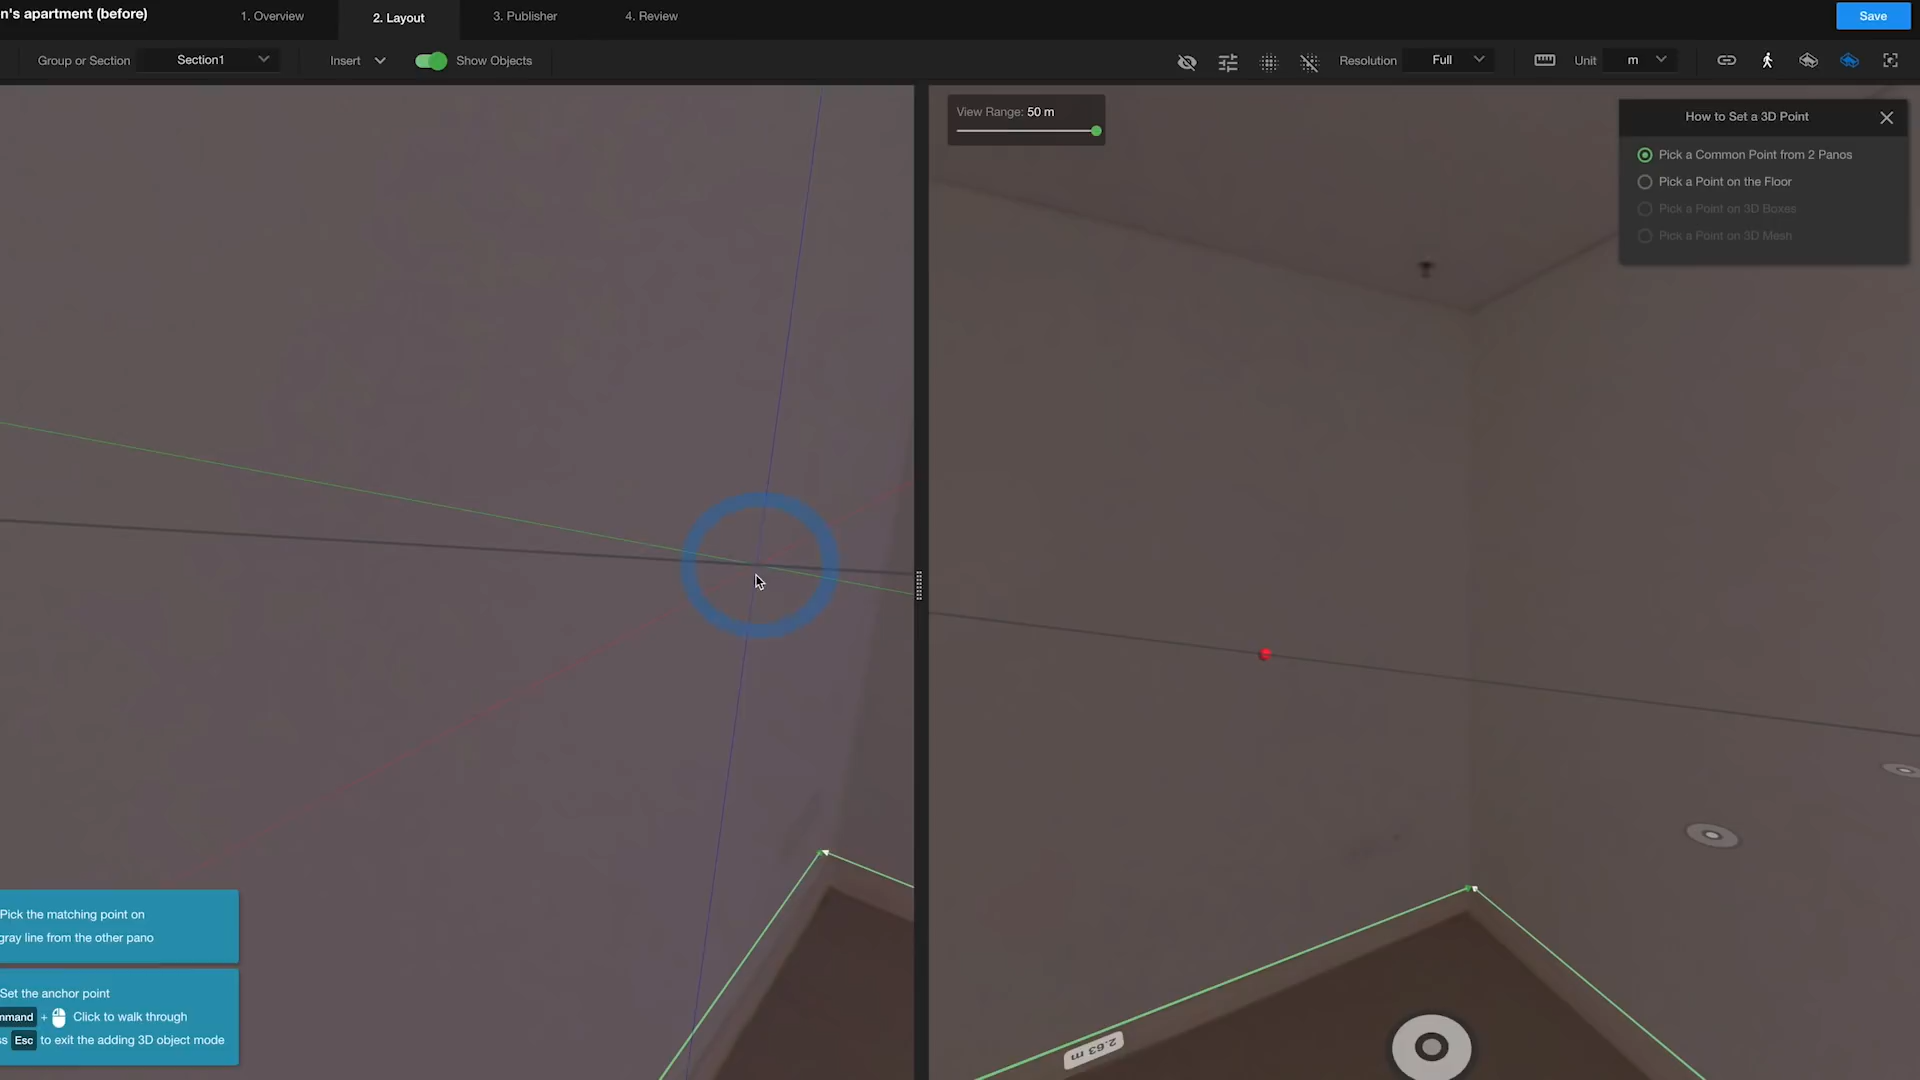 n's apartment (before)
1. Overview
2. Layout
3. Publisher
4. Review
Save
Group or Section
Section1
Insert
Show Objects
Resolution
Full
Unit
m
View Range: 50 m
How to Set a 3D Point
Pick a Common Point from 2 Panos
Pick a Point on the Floor
Pick a Point on 3D Boxes
Pick a Point on 3D Mesh
Pick the matching point on
gray line from the other pano
Set the anchor point
mmand + Click to walk through
s Esc to exit the adding 3D object mode
2.63 m